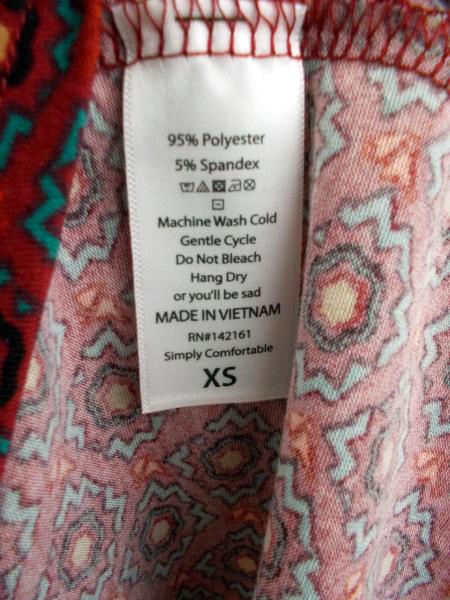 95% Polyester
5% Spandex
Machine Wash Cold
Gentle Cycle
Do Not Bleach
Hang Dry
or you'll be sad
MADE IN VIETNAM
RN#142161
Simply Comfortable
XS